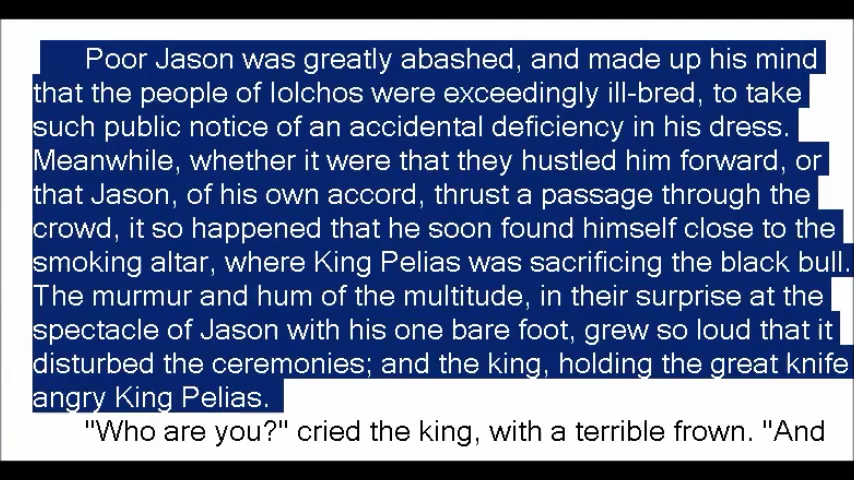 Poor Jason was greatly abashed, and made up his mind
that the people of Iolchos were exceedingly ill-bred, to take
such public notice of an accidental deficiency in his dress.
Meanwhile, whether it were that they hustled him forward, or
that Jason, of his own accord, thrust a passage through the
crowd, it so happened that he soon found himself close to the
smoking altar, where King Pelias was sacrificing the black bull.
The murmur and hum of the multitude, in their surprise at the
spectacle of Jason with his one bare foot, grew so loud that it
disturbed the ceremonies; and the king, holding the great knife
angry King Pelias.
"Who are you?" cried the king, with a terrible frown. "And